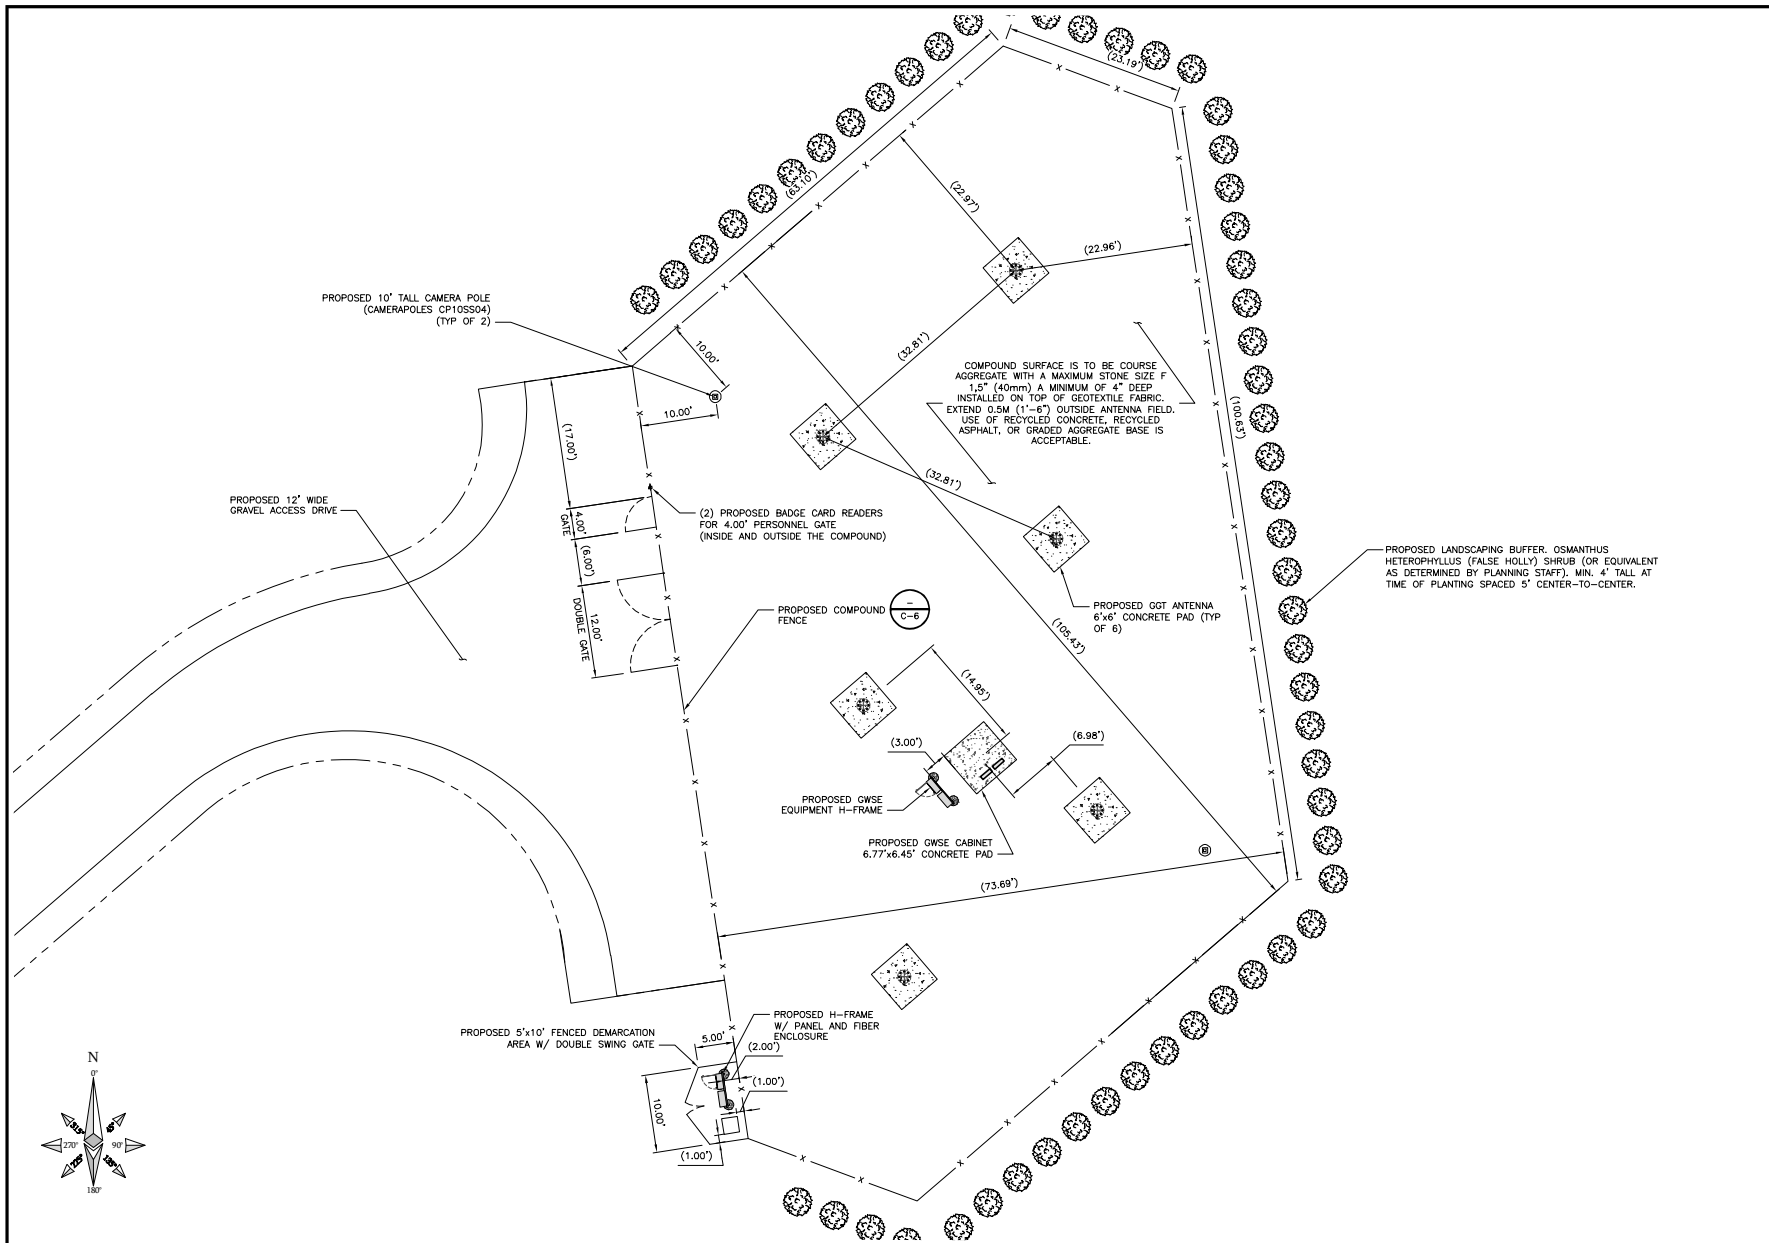 (23.19')
(63.10')
(22.97')
(22.96')
PROPOSED 10' TALL CAMERA POLE
(CAMERAPOLES CP10SS04)
(TYP OF 2)
10.00'
(32.81')
COMPOUND SURFACE IS TO BE COURSE
AGGREGATE WITH A MAXIMUM STONE SIZE F
1,5" (40mm) A MINIMUM OF 4" DEEP
INSTALLED ON TOP OF GEOTEXTILE FABRIC.
EXTEND 0.5M (1'-6") OUTSIDE ANTENNA FIELD.
USE OF RECYCLED CONCRETE, RECYCLED
ASPHALT, OR GRADED AGGREGATE BASE IS
ACCEPTABLE.
10.00'
(100.63')
(17.00')
(32.81')
PROPOSED 12' WIDE
GRAVEL ACCESS DRIVE
4.00'
GATE
(2) PROPOSED BADGE CARD READERS
FOR 4.00' PERSONNEL GATE
(INSIDE AND OUTSIDE THE COMPOUND)
(6.00')
PROPOSED LANDSCAPING BUFFER. OSMANTHUS
HETEROPHYLLUS (FALSE HOLLY) SHRUB (OR EQUIVALENT
AS DETERMINED BY PLANNING STAFF). MIN. 4' TALL AT
TIME OF PLANTING SPACED 5' CENTER-TO-CENTER.
12.00'
DOUBLE GATE
PROPOSED COMPOUND
FENCE
-
C-6
PROPOSED GGT ANTENNA
6'x6' CONCRETE PAD (TYP
OF 6)
(105.43')
(14.95')
(3.00')
(6.98')
PROPOSED GWSE
EQUIPMENT H-FRAME
PROPOSED GWSE CABINET
6.77'x6.45' CONCRETE PAD
(73.69')
PROPOSED H-FRAME
W/ PANEL AND FIBER
ENCLOSURE
PROPOSED 5'x10' FENCED DEMARCATION
AREA W/ DOUBLE SWING GATE
5.00'
(2.00')
(1.00')
10.00'
(1.00')
N
0°
315°
45°
270°
90°
225°
135°
180°